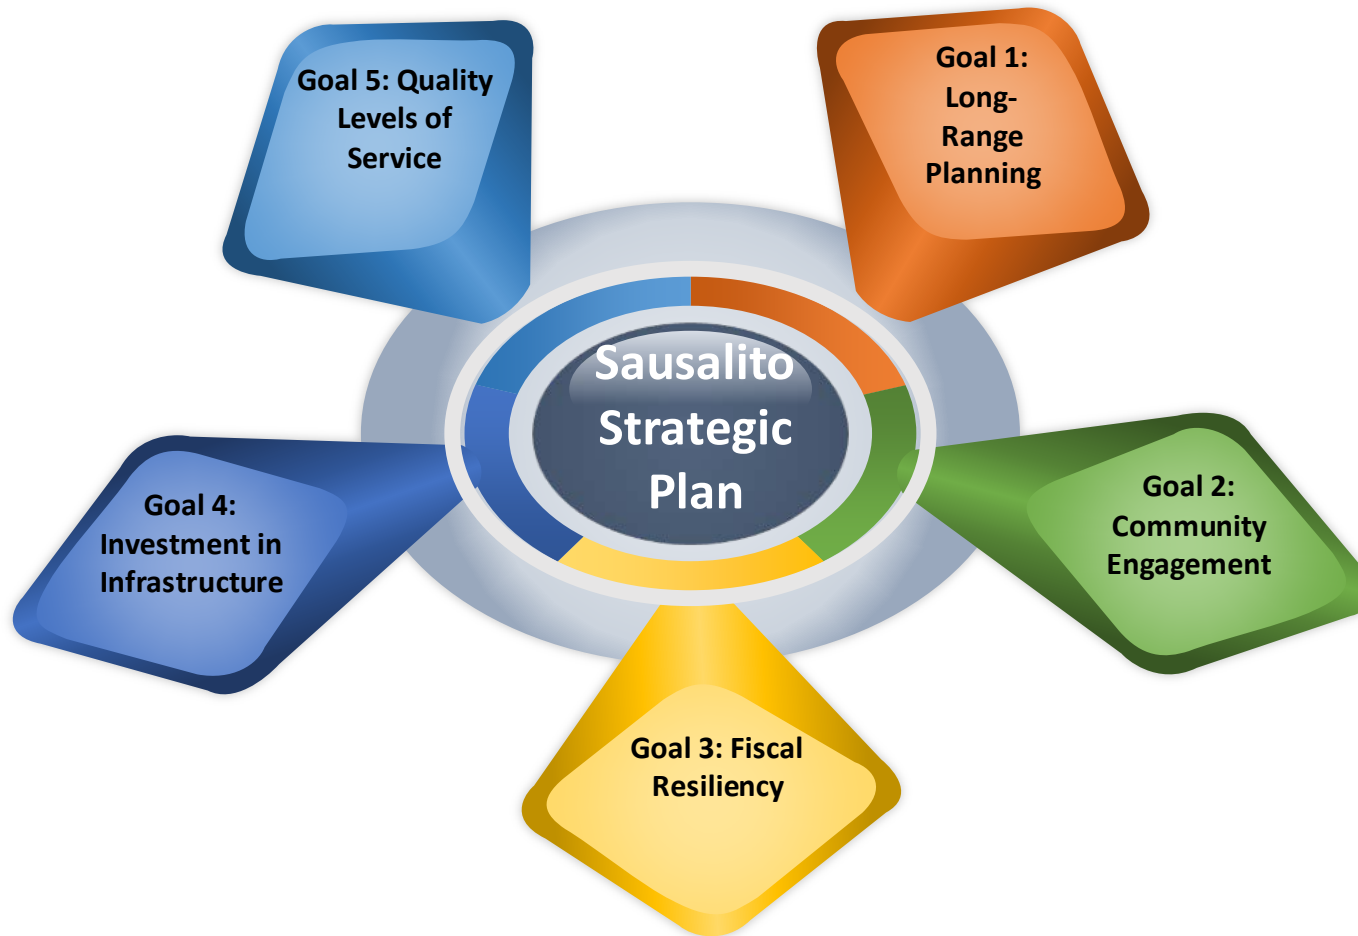 Goal 5: Quality
Levels of
Service
Goal 1:
Long-
Range
Planning
Sausalito
Strategic
Plan
Goal 4:
Investment in
Infrastructure
Goal 2:
Community
Engagement
Goal 3: Fiscal
Resiliency